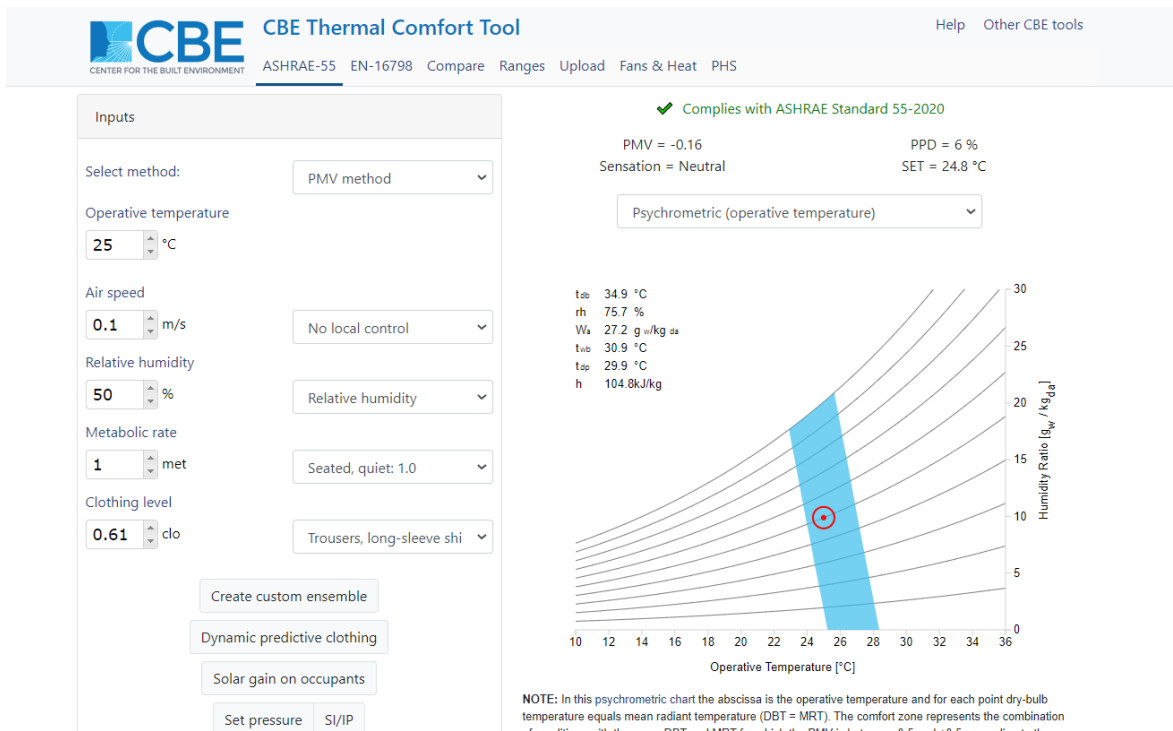 CBE
CENTER FOR THE BUILT ENVIRONMENT
CBE Thermal Comfort Tool
Help Other CBE tools
ASHRAE-55 EN-16798 Compare Ranges Upload Fans & Heat PHS
Inputs
Select method:
PMV method
Operative temperature
25 °C
Air speed
0.1 m/s
No local control
Relative humidity
50 %
Relative humidity
Metabolic rate
1 met
Seated, quiet: 1.0
Clothing level
0.61 clo
Trousers, long-sleeve shi
Create custom ensemble
Dynamic predictive clothing
Solar gain on occupants
Set pressure SI/IP
Complies with ASHRAE Standard 55-2020
PMV = -0.16 PPD = 6 %
Sensation = Neutral SET = 24.8 °C
Psychrometric (operative temperature)
tdb 34.9 °C
rh 75.7 %
Wa 27.2 g w/kg da
twb 30.9 °C
tdp 29.9 °C
h 104.8kJ/kg
30
25
20
15
10
5
0
Humidity Ratio [gw / kgda]
10 12 14 16 18 20 22 24 26 28 30 32 34 36
Operative Temperature [°C]
NOTE: In this psychrometric chart the abscissa is the operative temperature and for each point dry-bulb
temperature equals mean radiant temperature (DBT = MRT). The comfort zone represents the combination